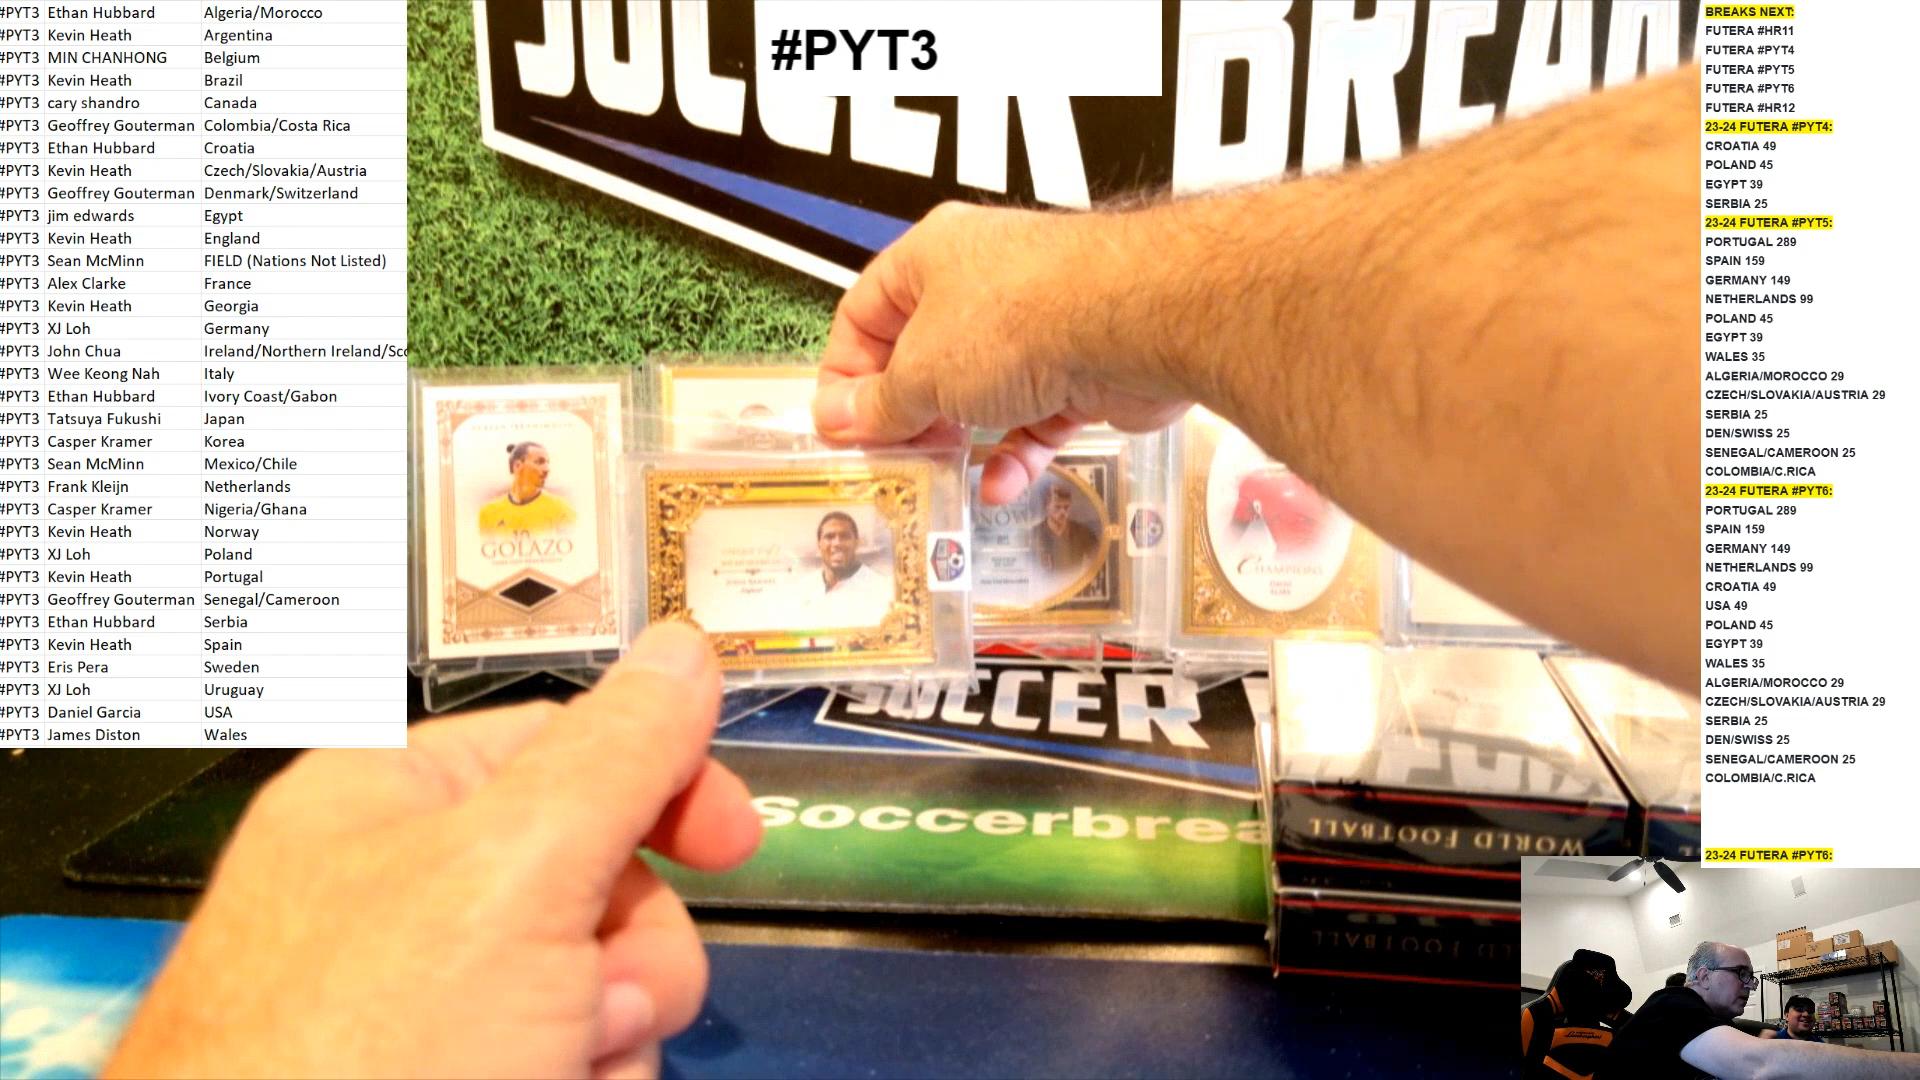 #PYT3 Ethan Hubbard Algeria/Morocco
#PYT3 Kevin Heath Argentina
#PYT3 MIN CHANHONG Belgium
#PYT3 Kevin Heath Brazil
#PYT3 cary shandro Canada
#PYT3 Geoffrey Gouterman Colombia/Costa Rica
#PYT3 Ethan Hubbard Croatia
#PYT3 Kevin Heath Czech/Slovakia/Austria
#PYT3 Geoffrey Gouterman Denmark/Switzerland
#PYT3 jim edwards Egypt
#PYT3 Kevin Heath England
#PYT3 Sean McMinn FIELD (Nations Not Listed)
#PYT3 Alex Clarke France
#PYT3 Kevin Heath Georgia
#PYT3 XJ Loh Germany
#PYT3 John Chua Ireland/Northern Ireland/Sco
#PYT3 Wee Keong Nah Italy
#PYT3 Ethan Hubbard Ivory Coast/Gabon
#PYT3 Tatsuya Fukushi Japan
#PYT3 Casper Kramer Korea
#PYT3 Sean McMinn Mexico/Chile
#PYT3 Frank Kleijn Netherlands
#PYT3 Casper Kramer Nigeria/Ghana
#PYT3 Kevin Heath Norway
#PYT3 XJ Loh Poland
#PYT3 Kevin Heath Portugal
#PYT3 Geoffrey Gouterman Senegal/Cameroon
#PYT3 Ethan Hubbard Serbia
#PYT3 Kevin Heath Spain
#PYT3 Eris Pera Sweden
#PYT3 XJ Loh Uruguay
#PYT3 Daniel Garcia USA
#PYT3 James Diston Wales
#PYT3
SOCCER BREA
GOLAZO
NOW
CHAMPIONS
SOCCER
Soccerbrea
WORLD FOOTBALL
LD FOOTBALL
BREAKS NEXT:
FUTERA #HR11
FUTERA #PYT4
FUTERA #PYT5
FUTERA #PYT6
FUTERA #HR12
23-24 FUTERA #PYT4:
CROATIA 49
POLAND 45
EGYPT 39
SERBIA 25
23-24 FUTERA #PYT5:
PORTUGAL 289
SPAIN 159
GERMANY 149
NETHERLANDS 99
POLAND 45
EGYPT 39
WALES 35
ALGERIA/MOROCCO 29
CZECH/SLOVAKIA/AUSTRIA 29
SERBIA 25
DEN/SWISS 25
SENEGAL/CAMEROON 25
COLOMBIA/C.RICA
23-24 FUTERA #PYT6:
PORTUGAL 289
SPAIN 159
GERMANY 149
NETHERLANDS 99
CROATIA 49
USA 49
POLAND 45
EGYPT 39
WALES 35
ALGERIA/MOROCCO 29
CZECH/SLOVAKIA/AUSTRIA 29
SERBIA 25
DEN/SWISS 25
SENEGAL/CAMEROON 25
COLOMBIA/C.RICA
23-24 FUTERA #PYT6: